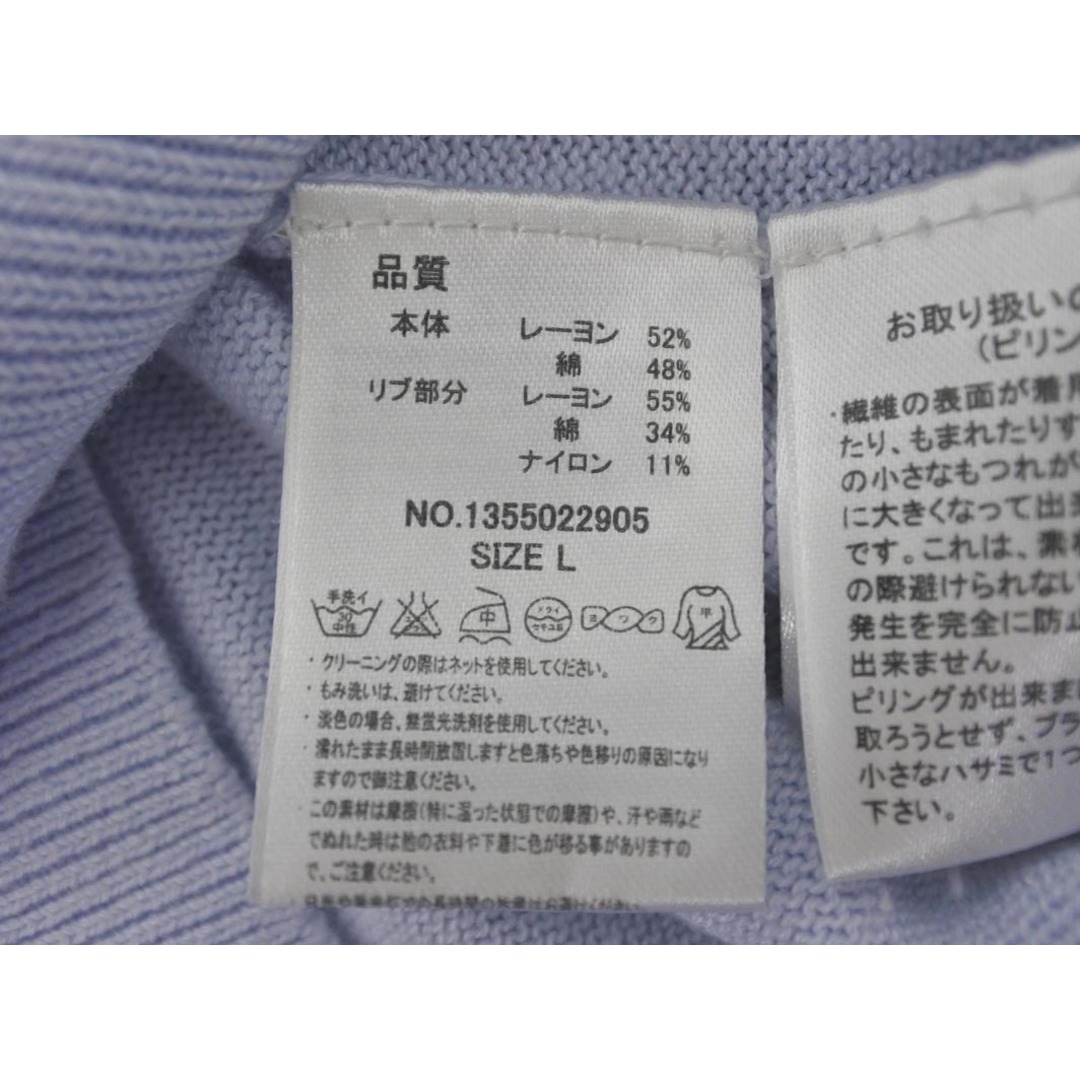 品質
本体 レーヨン 52%
綿 48%
リブ部分 レーヨン 55%
綿 34%
ナイロン 11%
NO.1355022905
SIZE L
手洗イ
30
中性
中
ドライ
セキユ系
ヨワク
平
・クリーニングの際はネットを使用してください。
・もみ洗いは、避けてください。
・淡色の場合、無蛍光洗剤を使用してください。
・濡れたまま長時間放置しますと色落ちや色移りの原因になり
ますので御注意ください。
・この素材は摩擦(特に湿った状態での摩擦)や、汗や雨など
でぬれた時は他の衣料や下着に色が移る事がありますの
で、ご注意ください。
お取り扱いの
(ピリン
・繊維の表面が着用
たり、もまれたりす
の小さなもつれが
に大きくなって出来
です。これは、素材
の際避けられない
発生を完全に防止
出来ません。
ピリングが出来ま
取ろうとせず、ブラ
小さなハサミで1つ
下さい。